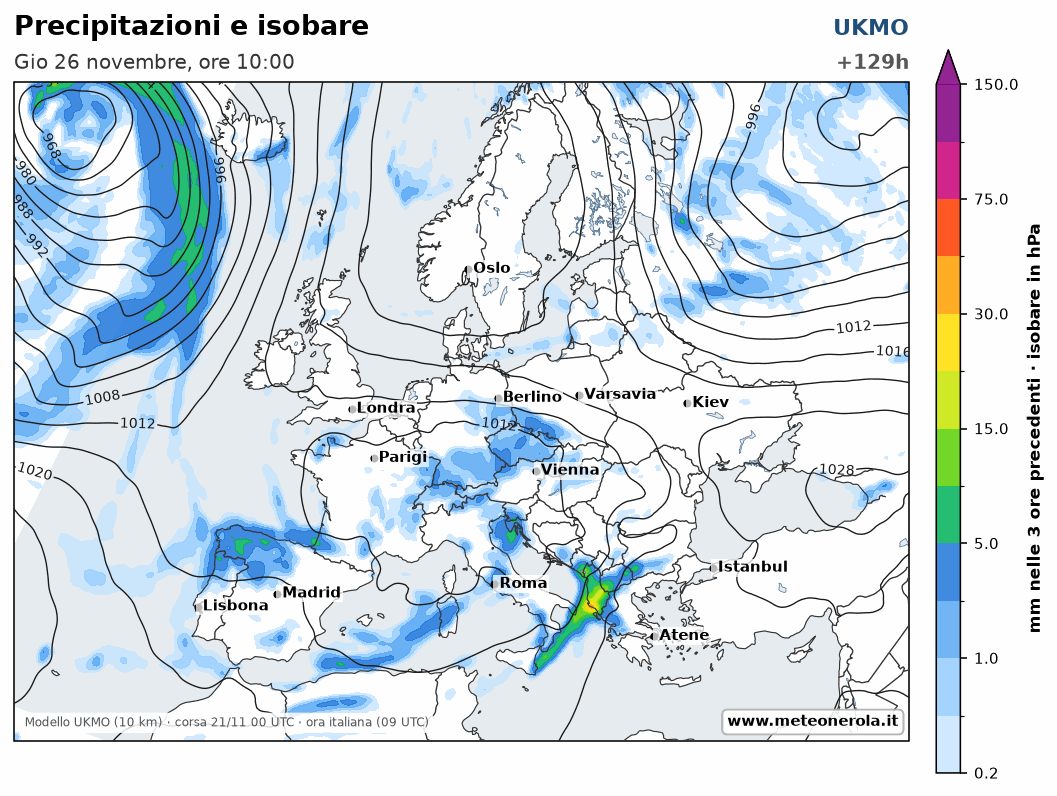 Precipitazioni e isobare
UKMO
Gio 26 novembre, ore 10:00
+129h
150.0
75.0
30.0
15.0
5.0
1.0
0.2
mm nelle 3 ore precedenti · isobare in hPa
968
980
988
992
996
996
1008
1012
1012
1016
1020
1028
Oslo
Londra
Berlino
Varsavia
Kiev
Parigi
Vienna
Roma
Istanbul
Madrid
Lisbona
Atene
Modello UKMO (10 km) · corsa 21/11 00 UTC · ora italiana (09 UTC)
www.meteonerola.it